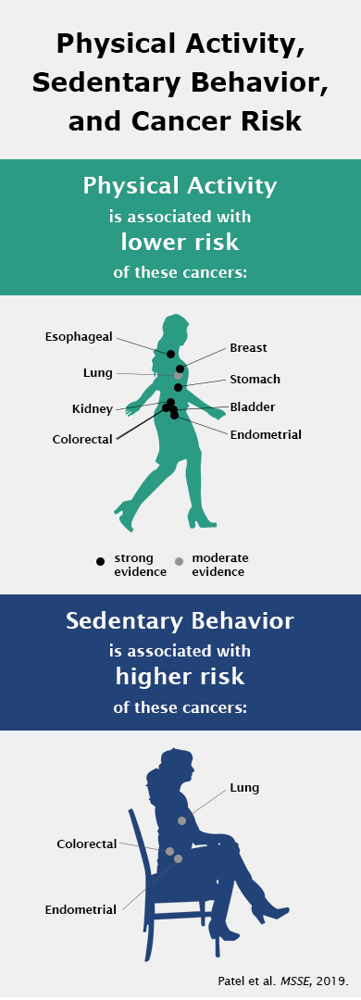 Physical Activity,
Sedentary Behavior,
and Cancer Risk
Physical Activity
is associated with
lower risk
of these cancers:
Esophageal
Breast
Lung
Stomach
Kidney
Bladder
Colorectal
Endometrial
strong
evidence
moderate
evidence
Sedentary Behavior
is associated with
higher risk
of these cancers:
Lung
Colorectal
Endometrial
Patel et al. MSSE, 2019.